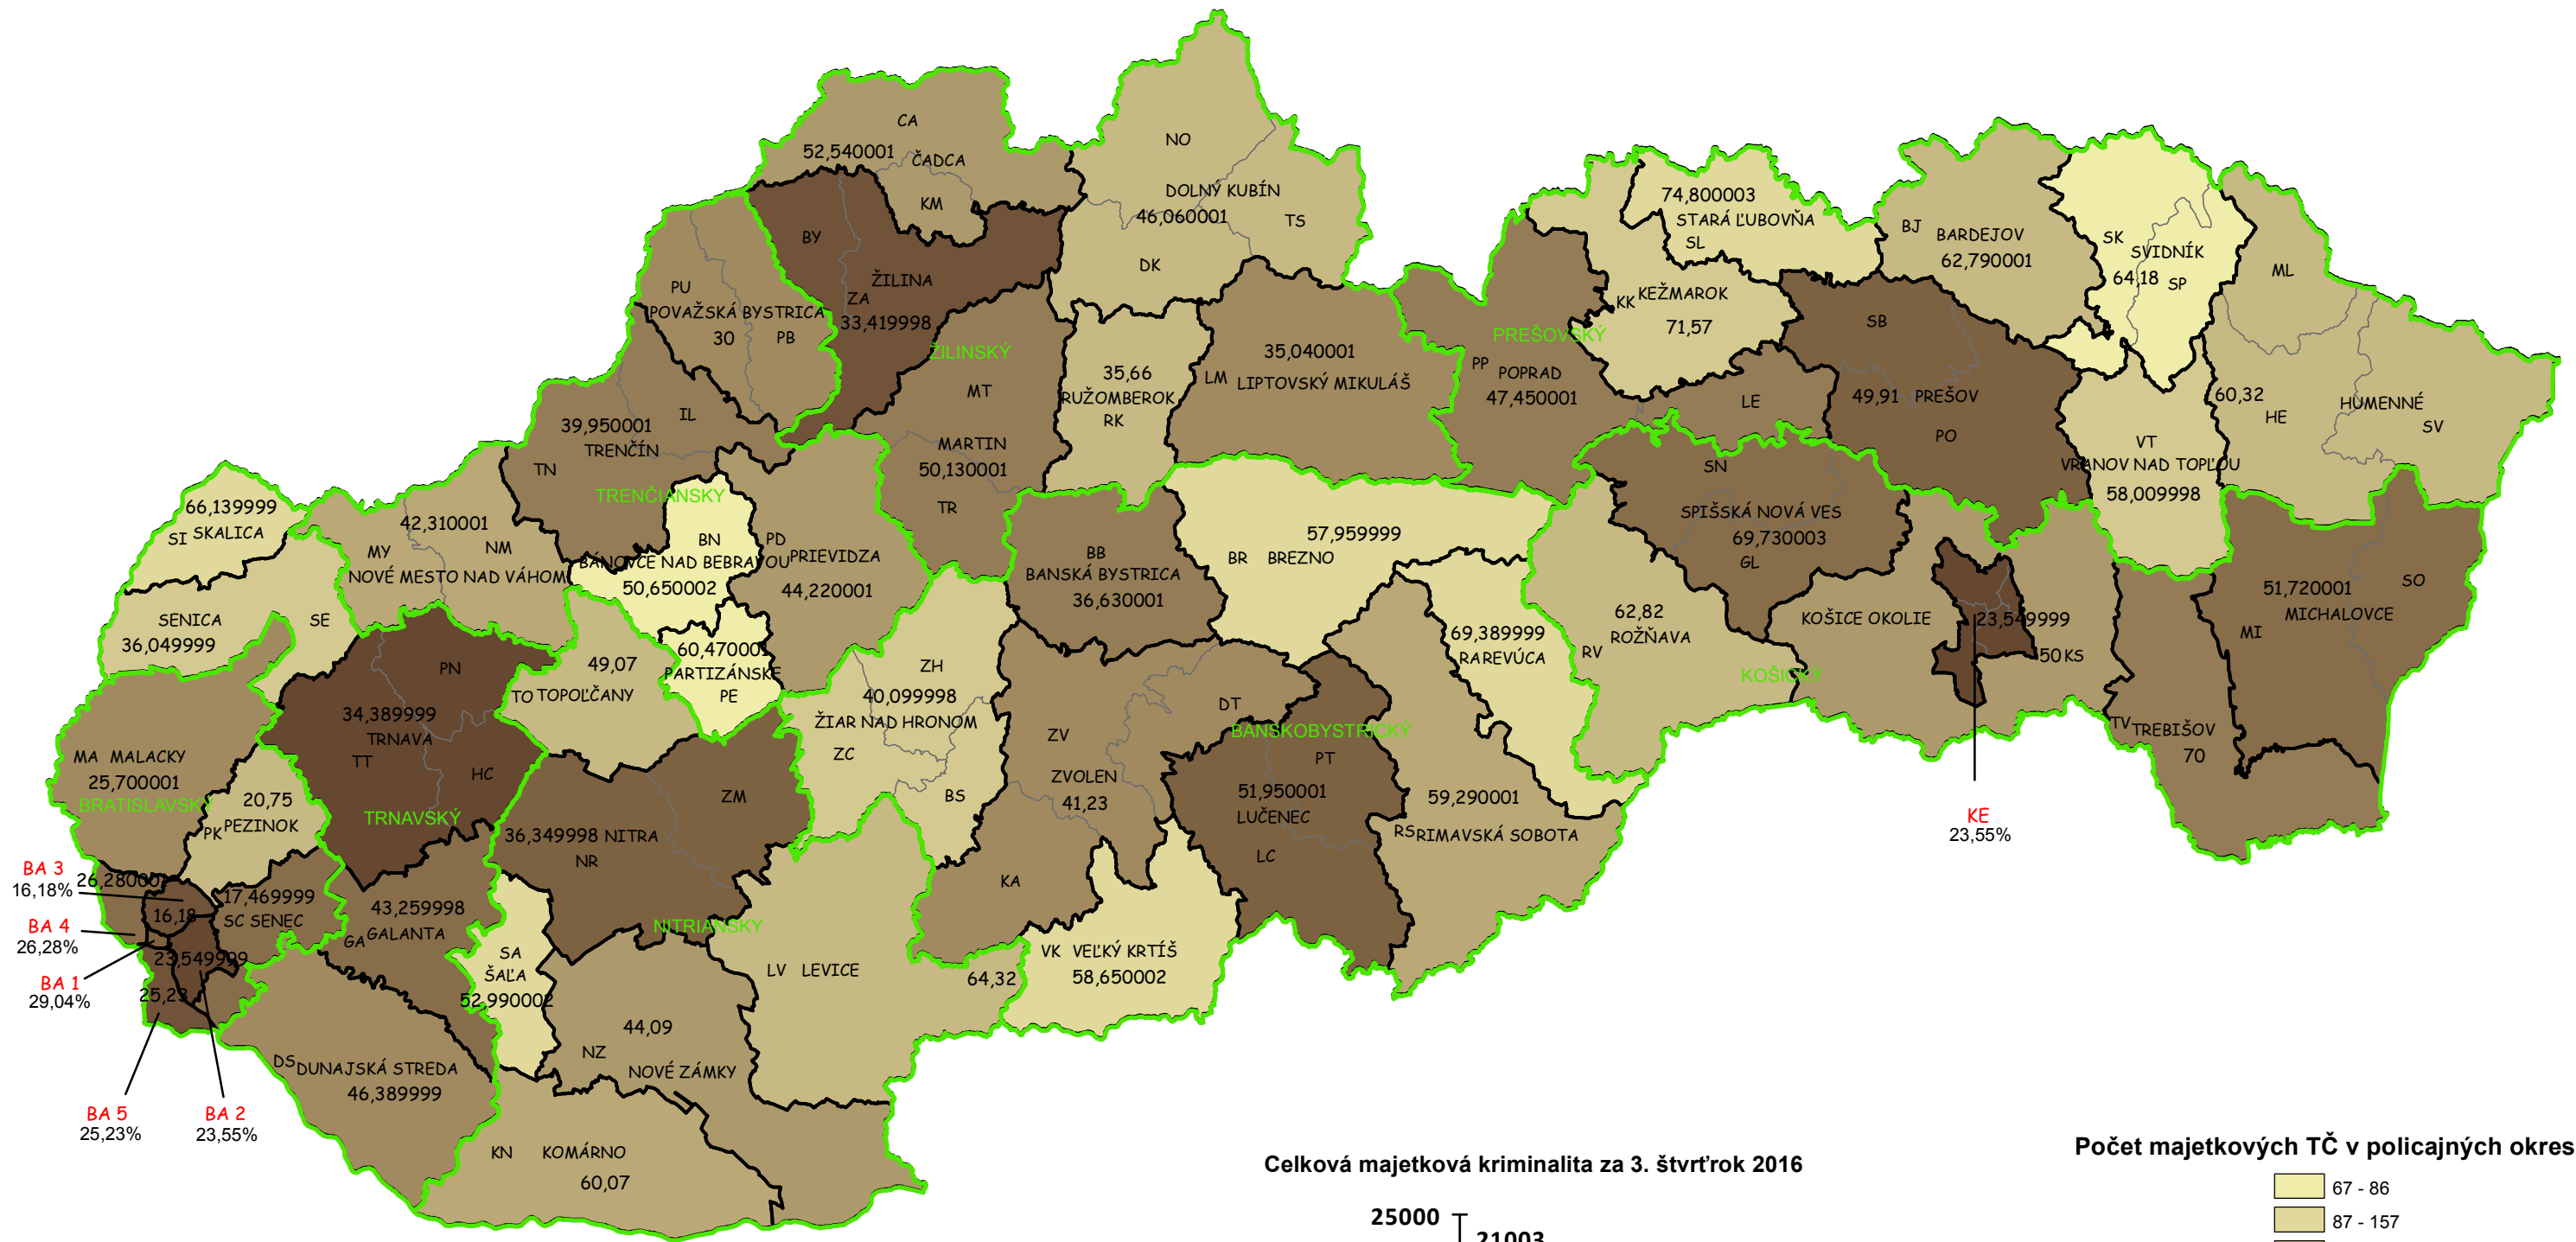 CA
52,540001
ČADCA
KM
NO
DOLNÝ KUBÍN
46,060001
TS
DK
BY
ŽILINA
ZA
33,419998
PU
POVAŽSKÁ BYSTRICA
30
PB
ŽILINSKÝ
MT
MARTIN
50,130001
TR
35,66
RUŽOMBEROK
RK
35,040001
LM LIPTOVSKÝ MIKULÁŠ
74,800003
STARÁ ĽUBOVŇA
SL
KK KEŽMAROK
71,57
PREŠOVSKÝ
PP POPRAD
47,450001
LE
BJ BARDEJOV
62,790001
SK SVIDNÍK
64,18 SP
ML
SB
49,91 PREŠOV
PO
60,32
HE
HUMENNÉ
SV
VT
VRANOV NAD TOPĽOU
58,009998
IL
39,950001
TRENČÍN
TN
TRENČIANSKY
66,139999
SI SKALICA
42,310001
MY NM
NOVÉ MESTO NAD VÁHOM
BN
BÁNOVCE NAD BEBRAVOU
50,650002
PD PRIEVIDZA
44,220001
BB
BANSKÁ BYSTRICA
36,630001
57,959999
BR BREZNO
SN
SPIŠSKÁ NOVÁ VES
69,730003
GL
SENICA SE
36,049999
PN
34,389999
TRNAVA
TT HC
TRNAVSKÝ
49,07
TO TOPOĽČANY
60,470001
PARTIZÁNSKE
PE
ZH
40,099998
ŽIAR NAD HRONOM
ZC
BS
69,389999
RA REVÚCA
62,82
ROŽŇAVA
RV
KOŠICKÝ
KOŠICE OKOLIE
23,549999
50 KS
51,720001
SO
MICHALOVCE
MI
TV TREBIŠOV
70
KE
23,55%
MA MALACKY
25,700001
BRATISLAVSKÝ
20,75
PK PEZINOK
ZM
36,349998 NITRA
NR
NITRIANSKY
DT
ZV
ZVOLEN
41,23
KA
BANSKOBYSTRICKÝ
PT
51,950001
LUČENEC
LC
59,290001
RS RIMAVSKÁ SOBOTA
BA 3
16,18%
BA 4
26,28%
BA 1
29,04%
BA 5
25,23%
BA 2
23,55%
16,18
23,549999
25,23
17,469999
SC SENEC
43,259998
GA GALANTA
SA
ŠAĽA
52,990002
LV LEVICE
64,32
VK VEĽKÝ KRTÍŠ
58,650002
44,09
NZ
NOVÉ ZÁMKY
DS DUNAJSKÁ STREDA
46,389999
KN KOMÁRNO
60,07
Celková majetková kriminalita za 3. štvrťrok 2016
25000
21003
Počet majetkových TČ v policajných okres
67 - 86
87 - 157